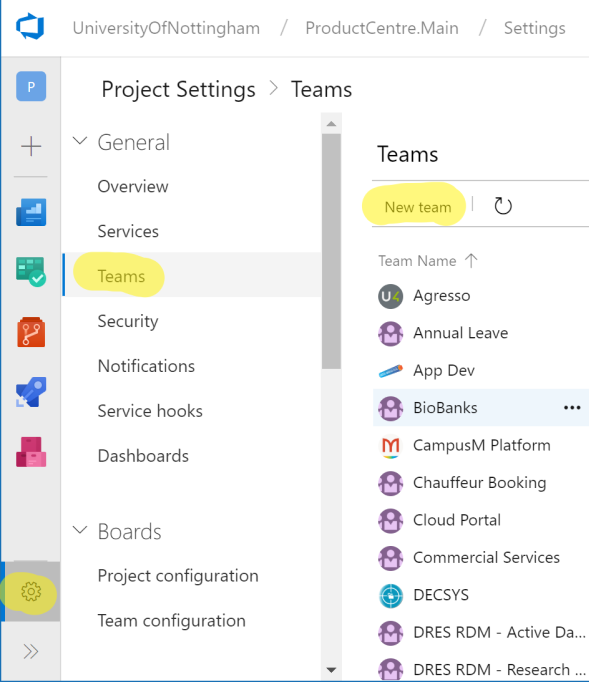 UniversityOfNottingham / ProductCentre.Main / Settings
P
Project Settings > Teams
General
Overview
Services
Teams
Security
Notifications
Service hooks
Dashboards
Boards
Project configuration
Team configuration
Teams
New team
Team Name ↑
U4 Agresso
Annual Leave
App Dev
BioBanks ...
CampusM Platform
Chauffeur Booking
Cloud Portal
Commercial Services
DECSYS
DRES RDM - Active Da...
DRES RDM - Research ...